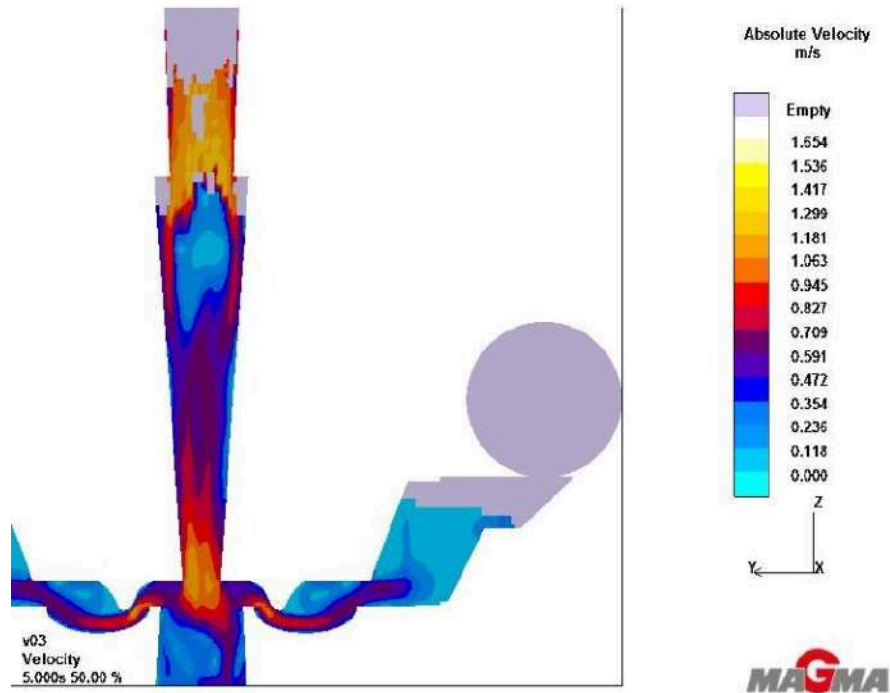 Absolute Velocity
m/s
Empty
1.654
1.536
1.417
1.299
1.181
1.063
0.945
0.827
0.709
0.591
0.472
0.354
0.236
0.118
0.000
Z
Y
X
v03
Velocity
5.000s 50.00 %
MAGMA